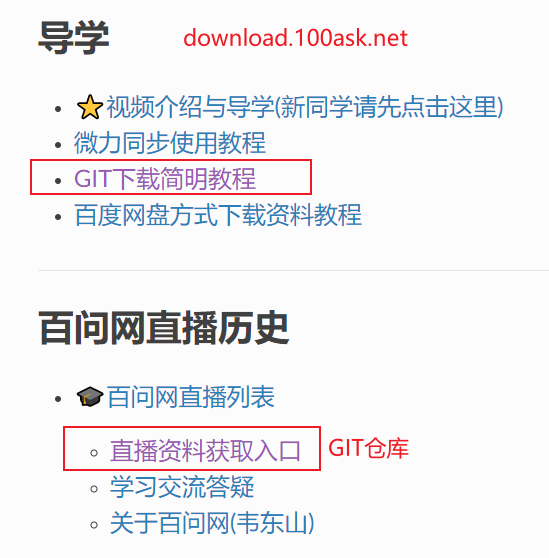 导学
download.100ask.net
⭐视频介绍与导学(新同学请先点击这里)
微力同步使用教程
GIT下载简明教程
百度网盘方式下载资料教程
百问网直播历史
🎓百问网直播列表
直播资料获取入口
GIT仓库
学习交流答疑
关于百问网(韦东山)